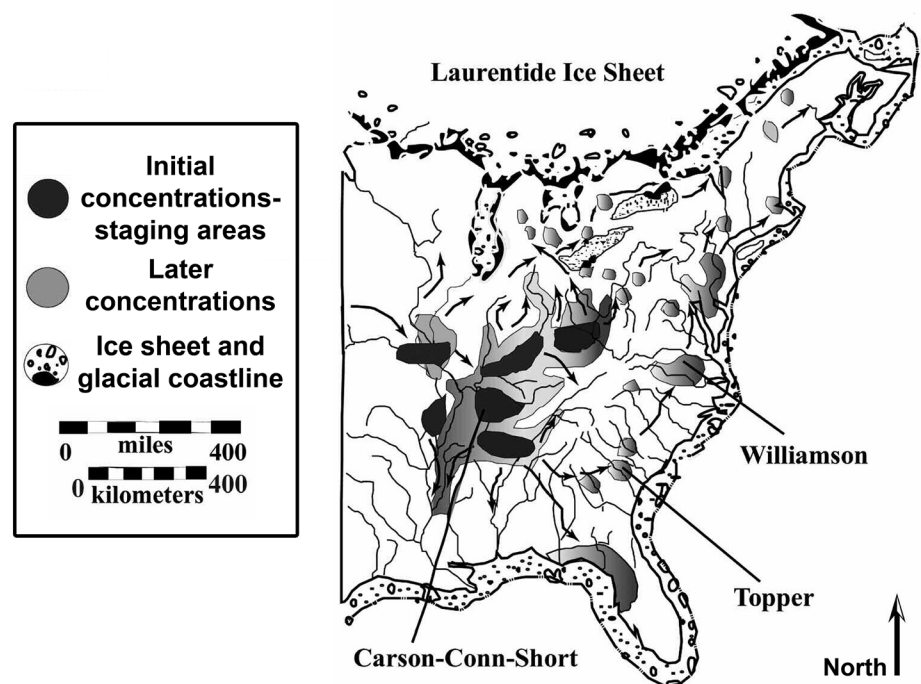 Laurentide Ice Sheet
Initial
concentrations-
staging areas
Later
concentrations
Ice sheet and
glacial coastline
0 miles 400
0 kilometers 400
Williamson
Topper
Carson-Conn-Short
North